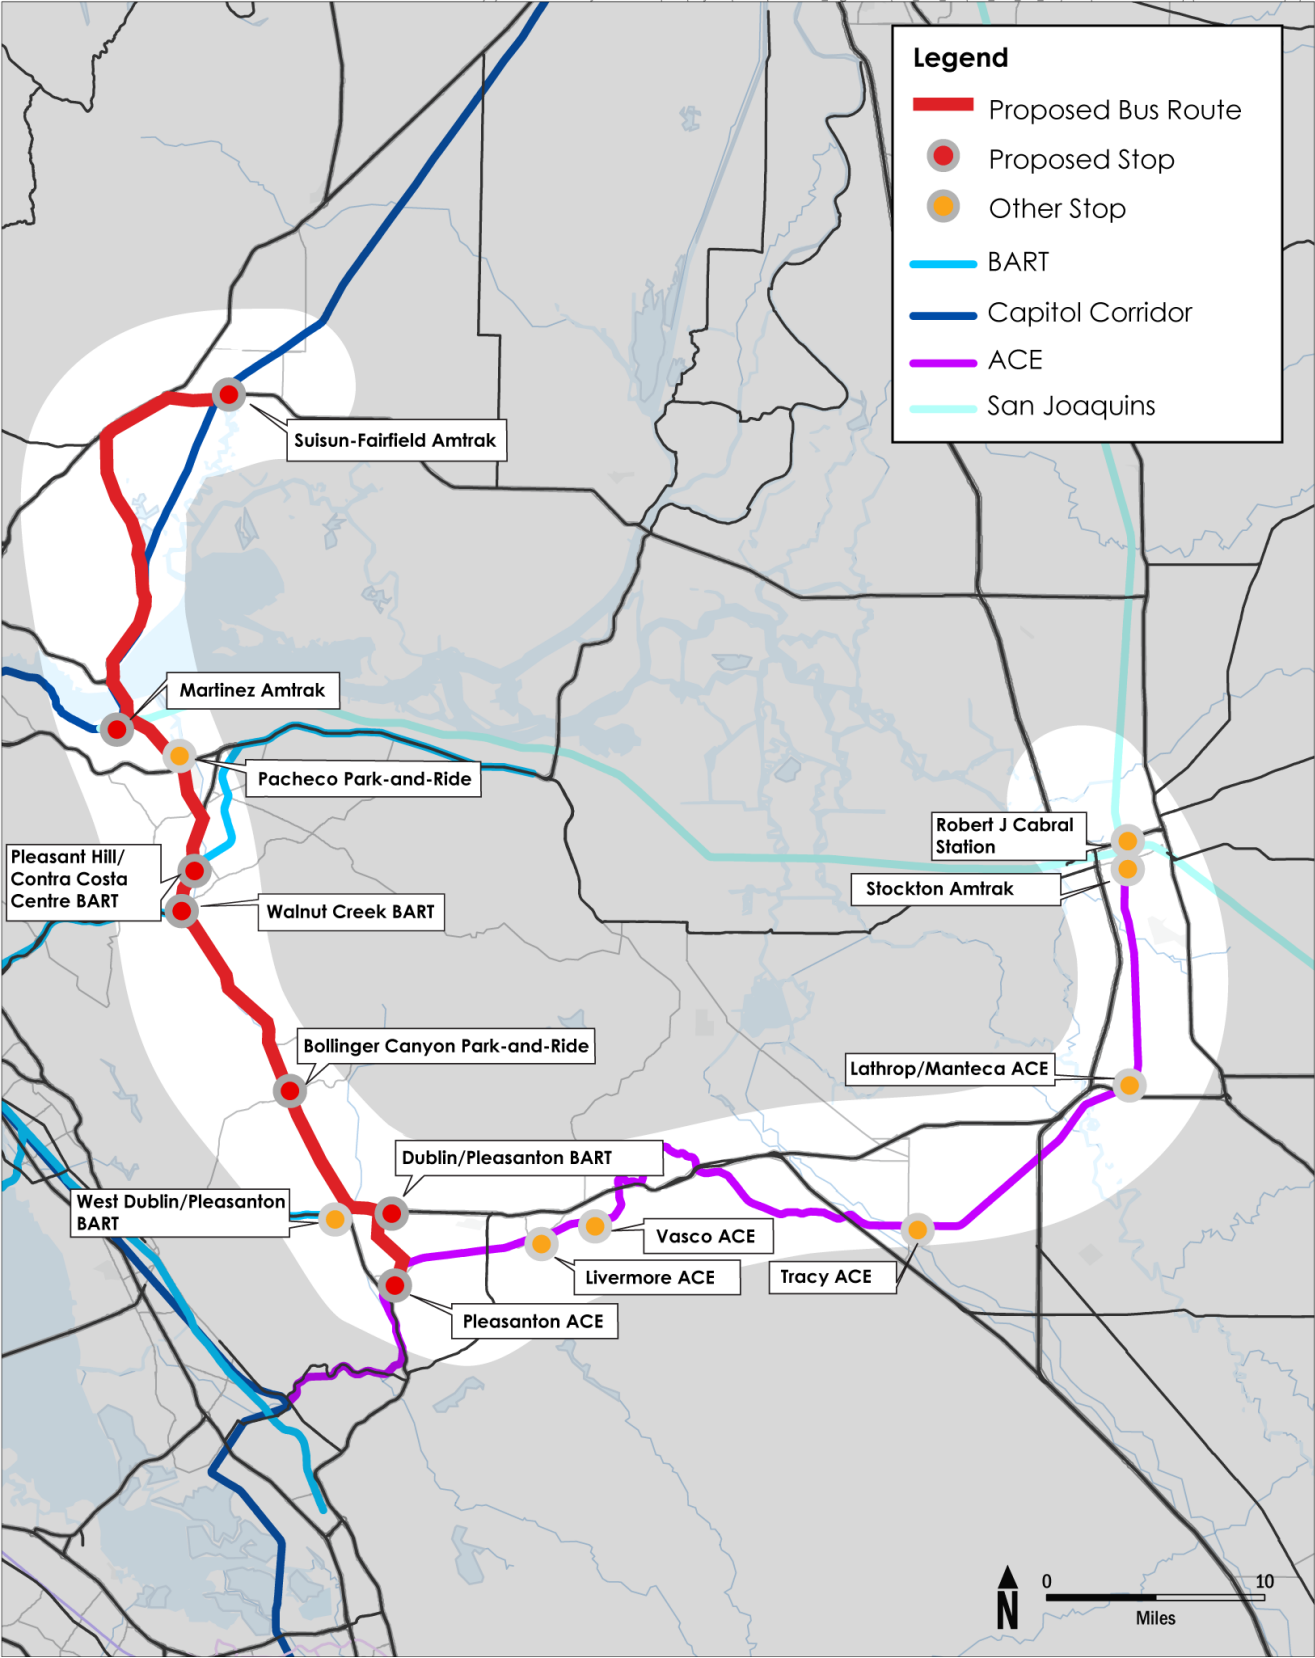 Legend
Proposed Bus Route
Proposed Stop
Other Stop
BART
Capitol Corridor
ACE
San Joaquins
Suisun-Fairfield Amtrak
Martinez Amtrak
Pacheco Park-and-Ride
Robert J Cabral
Station
Pleasant Hill/
Contra Costa
Centre BART
Stockton Amtrak
Walnut Creek BART
Bollinger Canyon Park-and-Ride
Lathrop/Manteca ACE
Dublin/Pleasanton BART
West Dublin/Pleasanton
BART
Vasco ACE
Livermore ACE
Tracy ACE
Pleasanton ACE
N
0 10
Miles